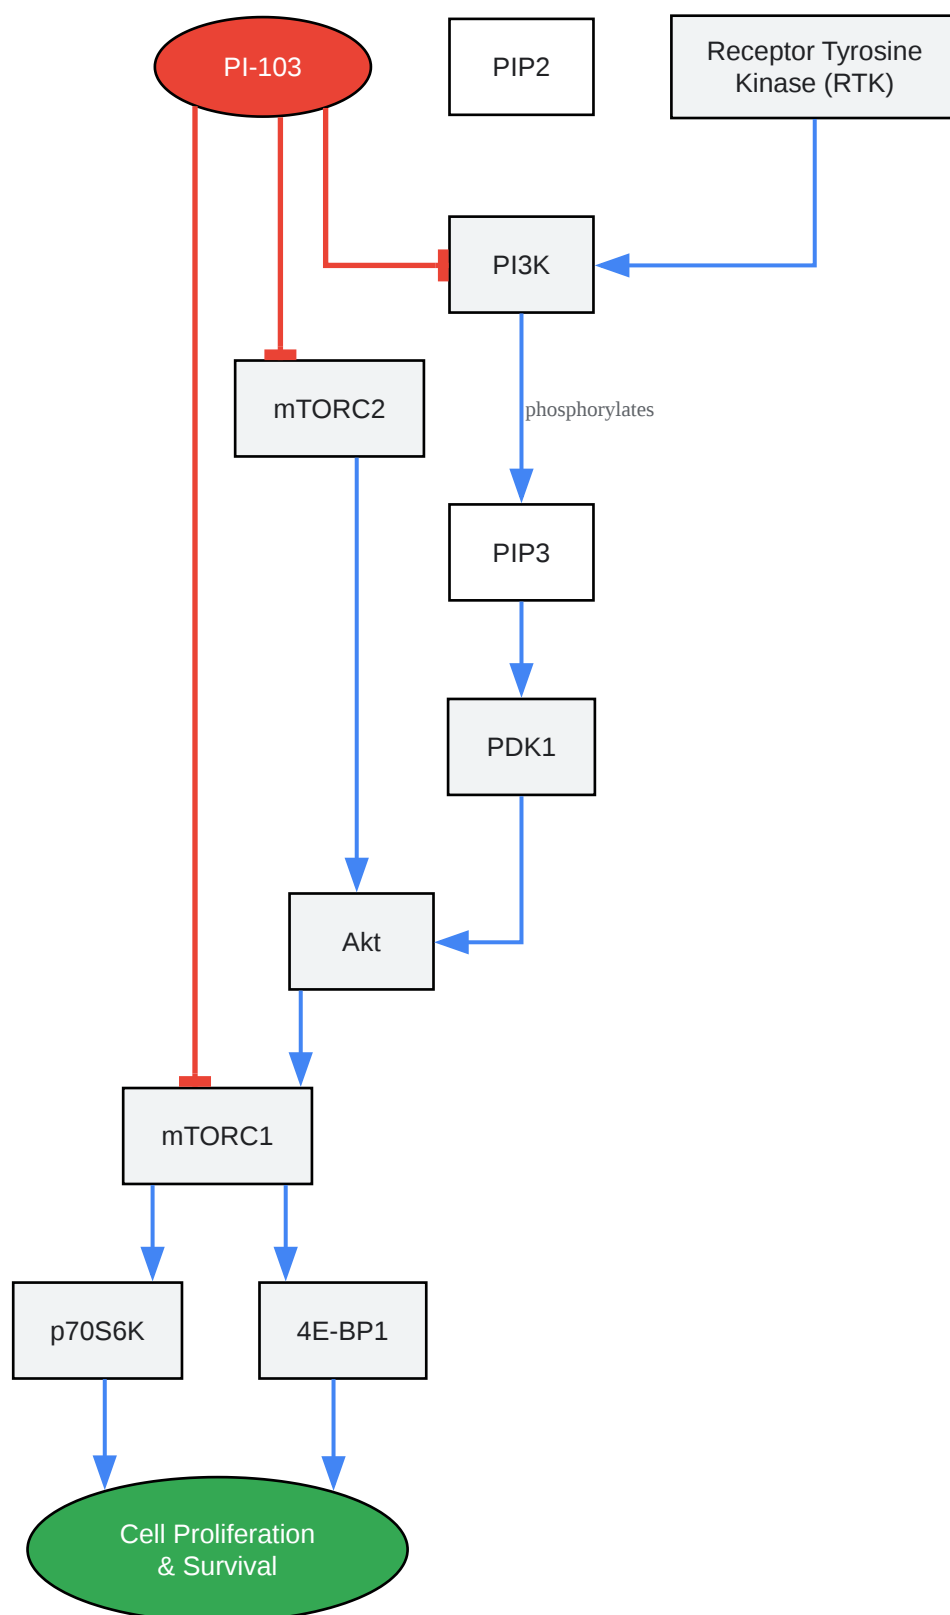 PI-103
PIP2
Receptor Tyrosine
Kinase (RTK)
PI3K
mTORC2
phosphorylates
PIP3
PDK1
Akt
mTORC1
p70S6K
4E-BP1
Cell Proliferation
& Survival